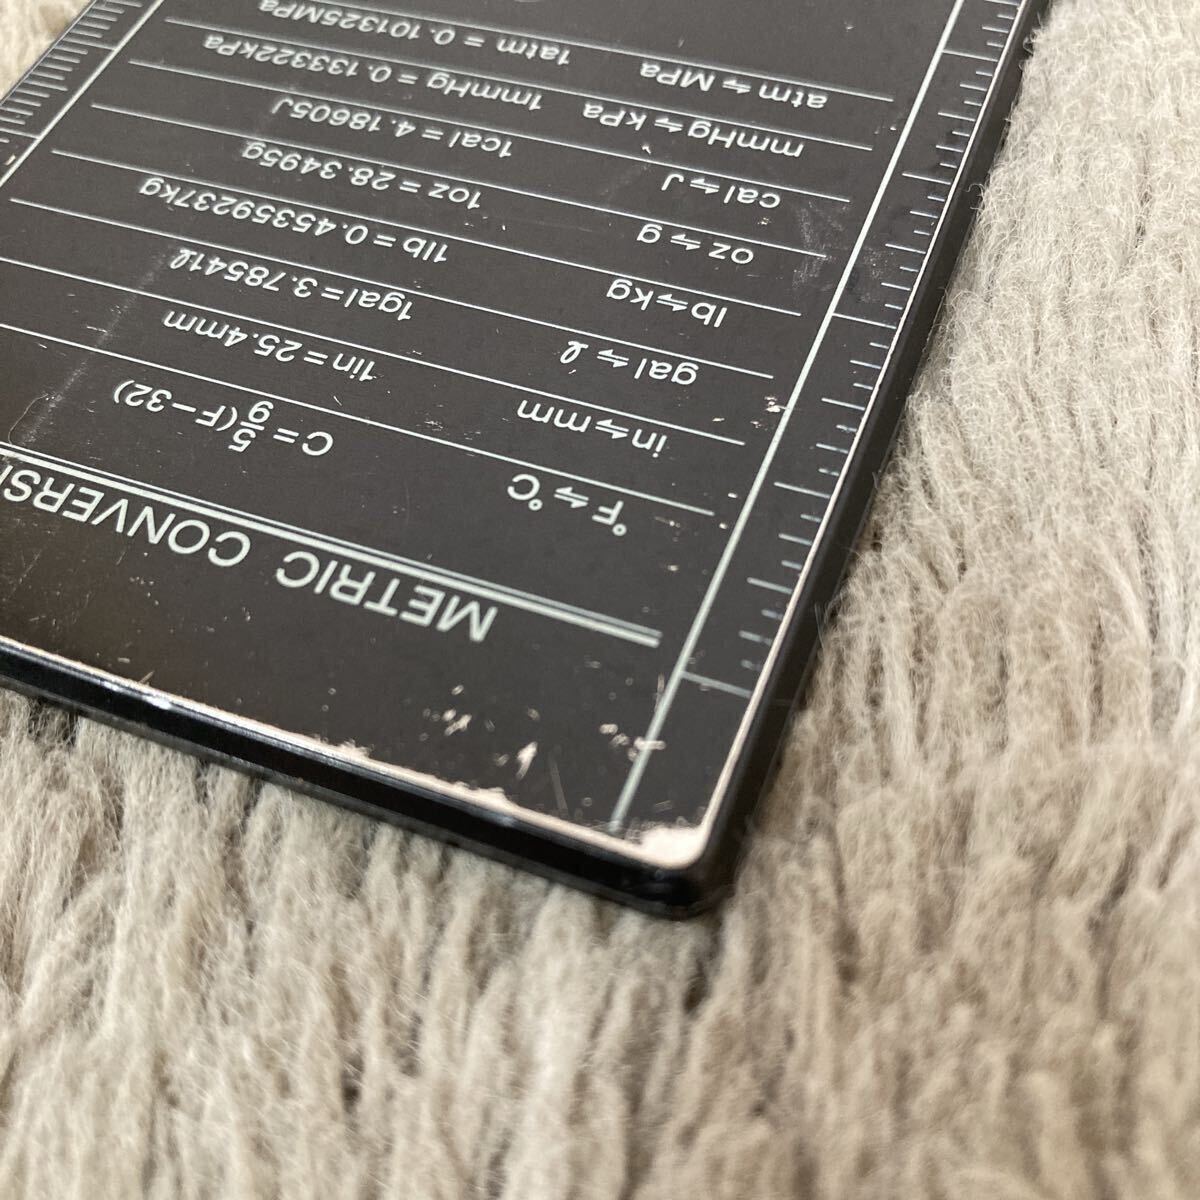 METRIC CONVERSI
°F ⇋ °C C = 5/9 (F−32)
in ⇋ mm 1in = 25.4mm
gal ⇋ ℓ 1gal = 3.78541ℓ
lb ⇋ kg 1lb = 0.45359237kg
oz ⇋ g 1oz = 28.3495g
cal ⇋ J 1cal = 4.18605J
mmHg ⇋ kPa 1mmHg = 0.133322kPa
atm ⇋ MPa 1atm = 0.101325MPa